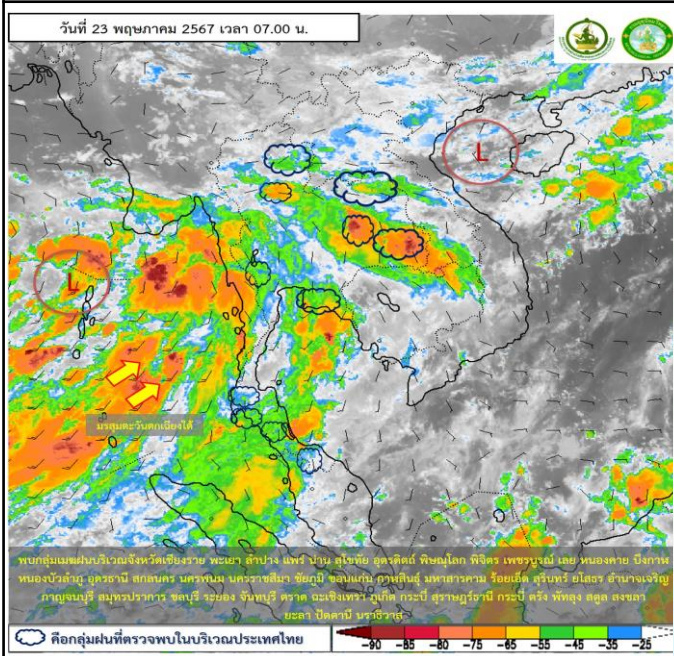 วันที่ 23 พฤษภาคม 2567 เวลา 07.00 น.
L
L
มรสุมตะวันตกเฉียงใต้
พบกลุ่มเมฆฝนบริเวณจังหวัดเชียงราย พะเยา ลำปาง แพร่ น่าน สุโขทัย อุตรดิตถ์ พิษณุโลก พิจิตร เพชรบูรณ์ เลย หนองคาย บึงกาฬ
หนองบัวลำภู อุดรธานี สกลนคร นครพนม นครราชสีมา ชัยภูมิ ขอนแก่น กาฬสินธุ์ มหาสารคาม ร้อยเอ็ด สุรินทร์ ยโสธร อำนาจเจริญ
กาญจนบุรี สมุทรปราการ ชลบุรี ระยอง จันทบุรี ตราด ฉะเชิงเทรา ภูเก็ต กระบี่ สุราษฎร์ธานี กระบี่ ตรัง พัทลุง สตูล สงขลา
ยะลา ปัตตานี นราธิวาส
คือกลุ่มฝนที่ตรวจพบในบริเวณประเทศไทย
-90 -85 -80 -75 -65 -55 -45 -35 -25